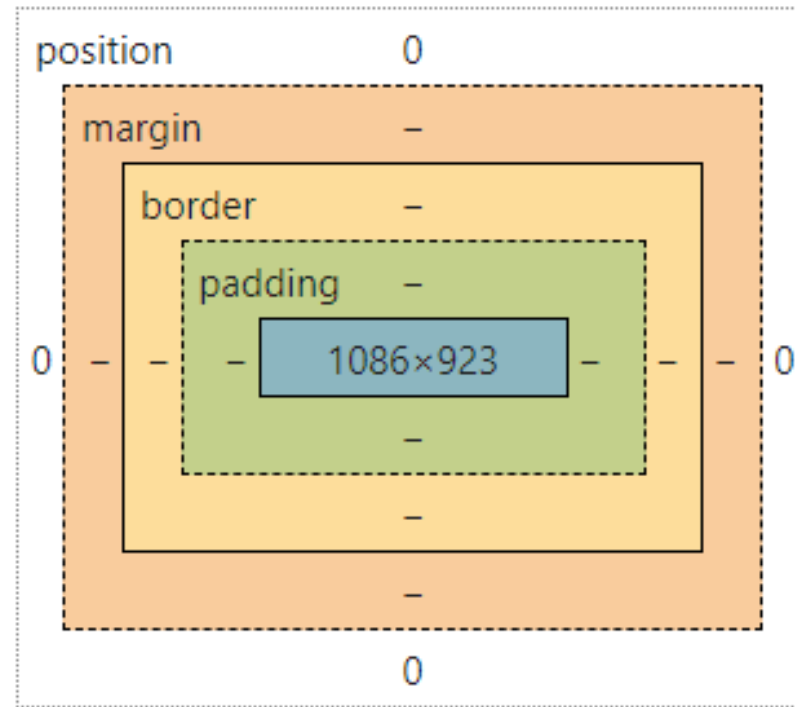 position 0
margin –
border –
padding –
0 – – – 1086×923 – – – 0
–
–
–
0